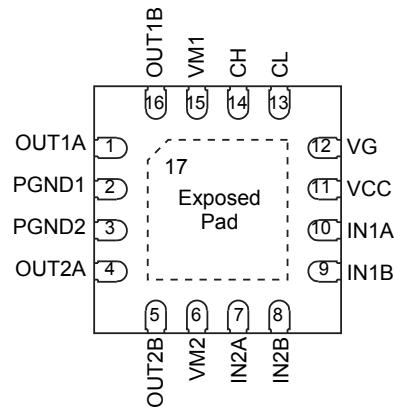 OUT1B
VM1
CH
CL
16
15
14
13
OUT1A
1
12
VG
PGND1
2
17
11
VCC
PGND2
3
Exposed
Pad
10
IN1A
OUT2A
4
9
IN1B
5
6
7
8
OUT2B
VM2
IN2A
IN2B